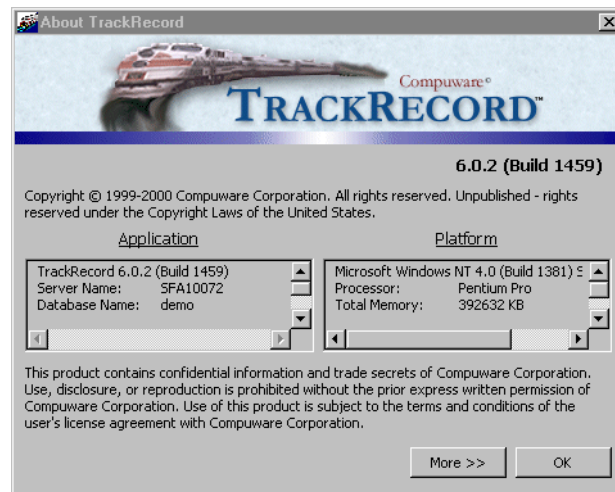 About TrackRecord
Compuware®
TRACKRECORD™
6.0.2 (Build 1459)
Copyright © 1999-2000 Compuware Corporation. All rights reserved. Unpublished - rights
reserved under the Copyright Laws of the United States.
Application
Platform
TrackRecord 6.0.2 (Build 1459)
Server Name: SFA10072
Database Name: demo
Microsoft Windows NT 4.0 (Build 1381) S
Processor: Pentium Pro
Total Memory: 392632 KB
This product contains confidential information and trade secrets of Compuware Corporation.
Use, disclosure, or reproduction is prohibited without the prior express written permission of
Compuware Corporation. Use of this product is subject to the terms and conditions of the
user's license agreement with Compuware Corporation.
More >>
OK